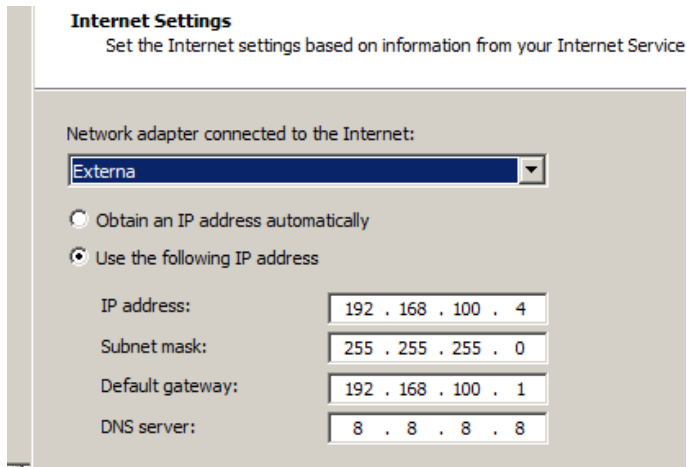 Internet Settings
Set the Internet settings based on information from your Internet Service
Network adapter connected to the Internet:
Externa
Obtain an IP address automatically
Use the following IP address
IP address: 192 . 168 . 100 . 4
Subnet mask: 255 . 255 . 255 . 0
Default gateway: 192 . 168 . 100 . 1
DNS server: 8 . 8 . 8 . 8